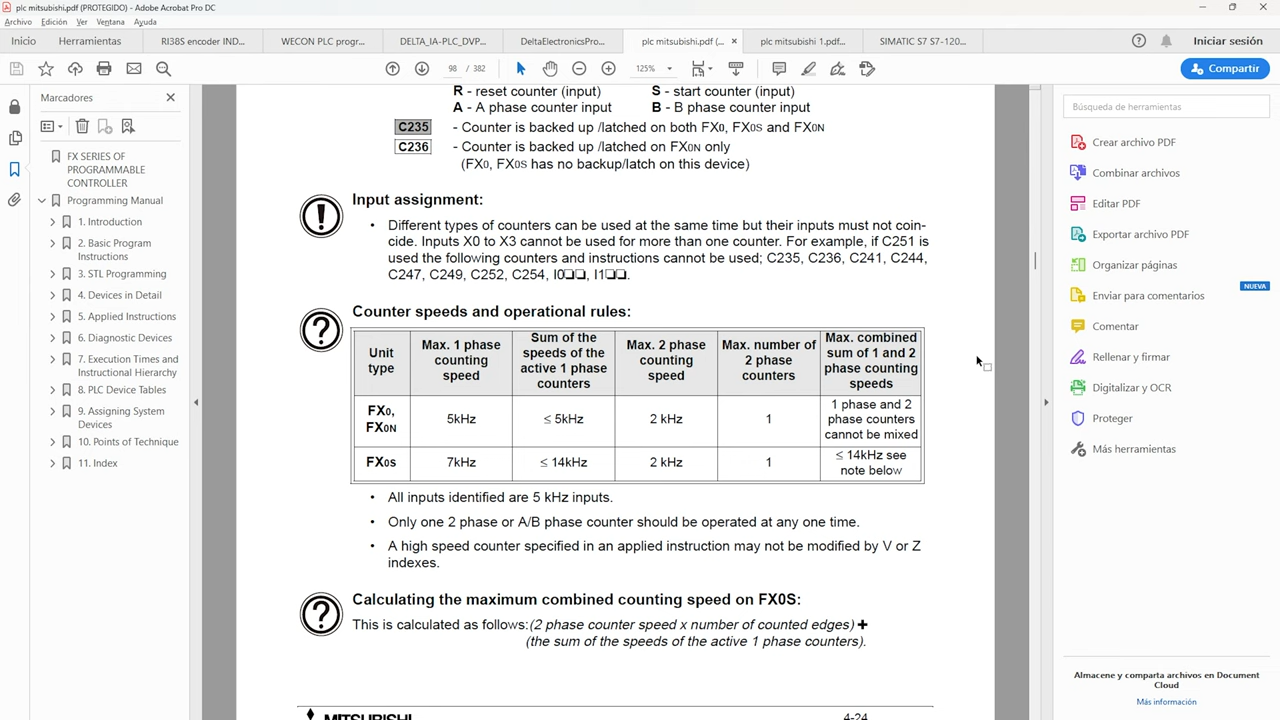 plc mitsubishi.pdf (PROTEGIDO) - Adobe Acrobat Pro DC
Archivo Edición Ver Ventana Ayuda
Inicio Herramientas RI38S encoder IND... WECON PLC progr... DELTA_IA-PLC_DVP... DeltaElectronicsPro... plc mitsubishi.pdf (... × plc mitsubishi 1.pdf... SIMATIC S7 S7-120... Iniciar sesión
98 / 382 125% Compartir
Marcadores
FX SERIES OF
PROGRAMMABLE
CONTROLLER
Programming Manual
1. Introduction
2. Basic Program
Instructions
3. STL Programming
4. Devices in Detail
5. Applied Instructions
6. Diagnostic Devices
7. Execution Times and
Instructional Hierarchy
8. PLC Device Tables
9. Assigning System
Devices
10. Points of Technique
11. Index
R - reset counter (input) S - start counter (input)
A - A phase counter input B - B phase counter input
C235 - Counter is backed up /latched on both FX0, FX0S and FX0N
C236 - Counter is backed up /latched on FX0N only
(FX0, FX0S has no backup/latch on this device)
Input assignment:
• Different types of counters can be used at the same time but their inputs must not coin-
cide. Inputs X0 to X3 cannot be used for more than one counter. For example, if C251 is
used the following counters and instructions cannot be used; C235, C236, C241, C244,
C247, C249, C252, C254, I0❏❏, I1❏❏.
Counter speeds and operational rules:
Unit
type
Max. 1 phase
counting
speed
Sum of the
speeds of the
active 1 phase
counters
Max. 2 phase
counting
speed
Max. number of
2 phase
counters
Max. combined
sum of 1 and 2
phase counting
speeds
FX0,
FX0N
5kHz
≤ 5kHz
2 kHz
1
1 phase and 2
phase counters
cannot be mixed
FX0S
7kHz
≤ 14kHz
2 kHz
1
≤ 14kHz see
note below
• All inputs identified are 5 kHz inputs.
• Only one 2 phase or A/B phase counter should be operated at any one time.
• A high speed counter specified in an applied instruction may not be modified by V or Z
indexes.
Calculating the maximum combined counting speed on FX0S:
This is calculated as follows:(2 phase counter speed x number of counted edges) +
(the sum of the speeds of the active 1 phase counters).
MITSUBISHI 4-24
Búsqueda de herramientas
Crear archivo PDF
Combinar archivos
Editar PDF
Exportar archivo PDF
Organizar páginas
NUEVA
Enviar para comentarios
Comentar
Rellenar y firmar
Digitalizar y OCR
Proteger
Más herramientas
Almacene y comparta archivos en Document
Cloud
Más información